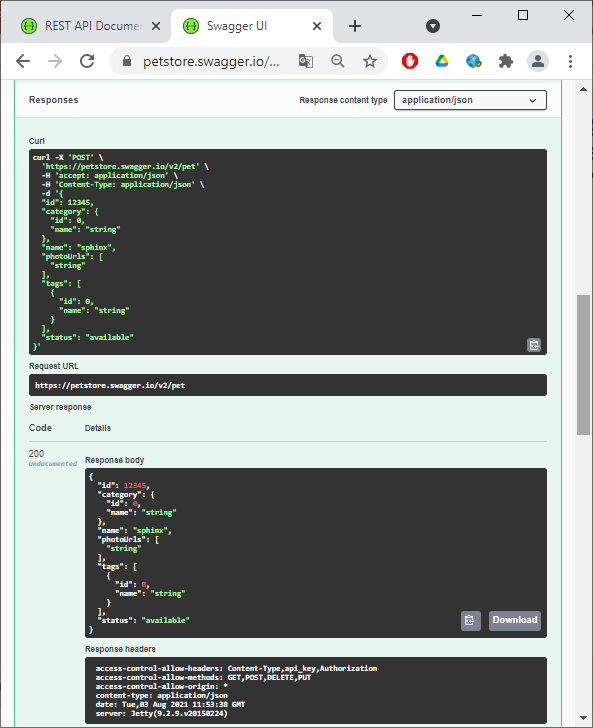 REST API Documen
Swagger UI
petstore.swagger.io/...
Responses
Response content type
application/json
Curl
curl -X 'POST' \
  'https://petstore.swagger.io/v2/pet' \
  -H 'accept: application/json' \
  -H 'Content-Type: application/json' \
  -d '{
  "id": 12345,
  "category": {
    "id": 0,
    "name": "string"
  },
  "name": "sphinx",
  "photoUrls": [
    "string"
  ],
  "tags": [
    {
      "id": 0,
      "name": "string"
    }
  ],
  "status": "available"
}'
Request URL
https://petstore.swagger.io/v2/pet
Server response
Code Details
200
Undocumented
Response body
{
  "id": 12345,
  "category": {
    "id": 0,
    "name": "string"
  },
  "name": "sphinx",
  "photoUrls": [
    "string"
  ],
  "tags": [
    {
      "id": 0,
      "name": "string"
    }
  ],
  "status": "available"
}
Download
Response headers
access-control-allow-headers: Content-Type,api_key,Authorization
access-control-allow-methods: GET,POST,DELETE,PUT
access-control-allow-origin: *
content-type: application/json
date: Tue,03 Aug 2021 11:53:38 GMT
server: Jetty(9.2.9.v20150224)